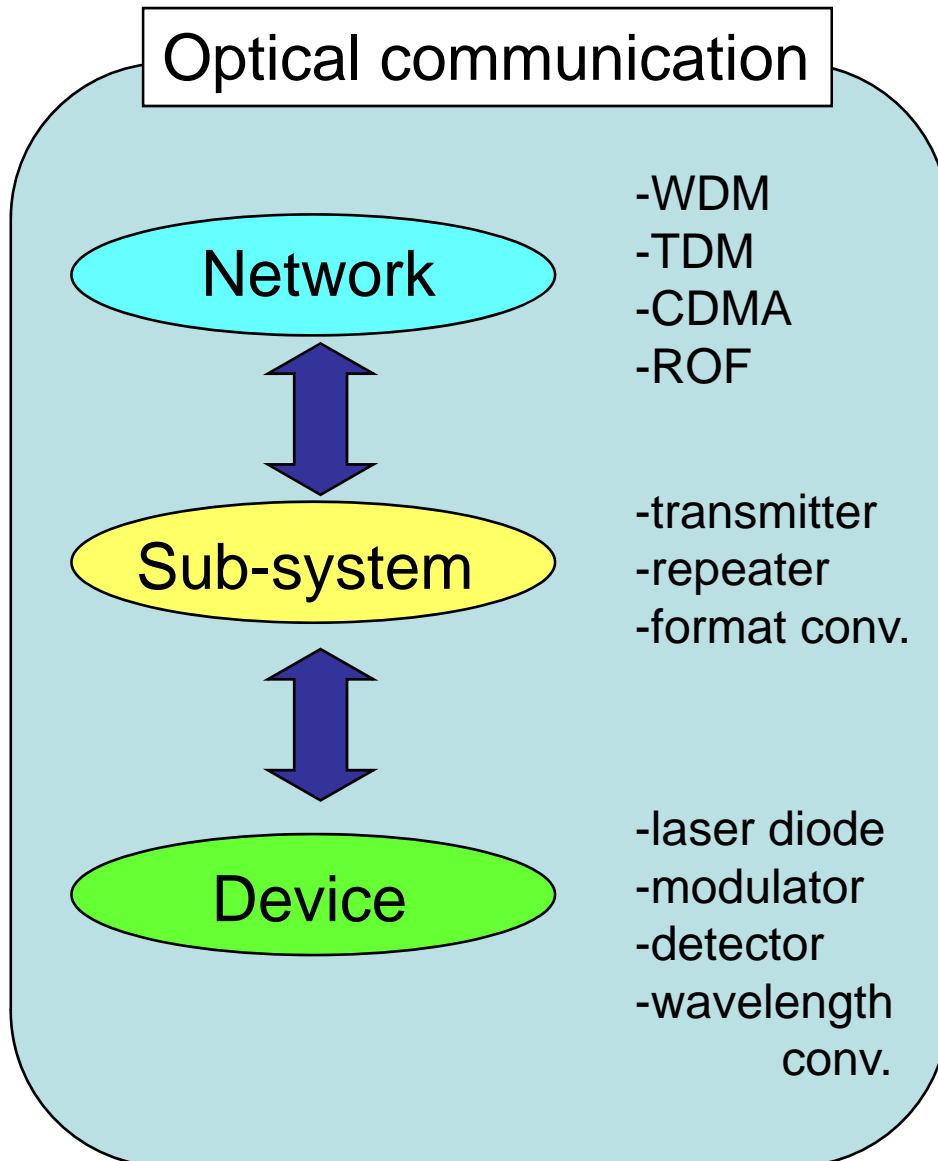 Optical communication
Network
-WDM
-TDM
-CDMA
-ROF
Sub-system
-transmitter
-repeater
-format conv.
Device
-laser diode
-modulator
-detector
-wavelength
conv.